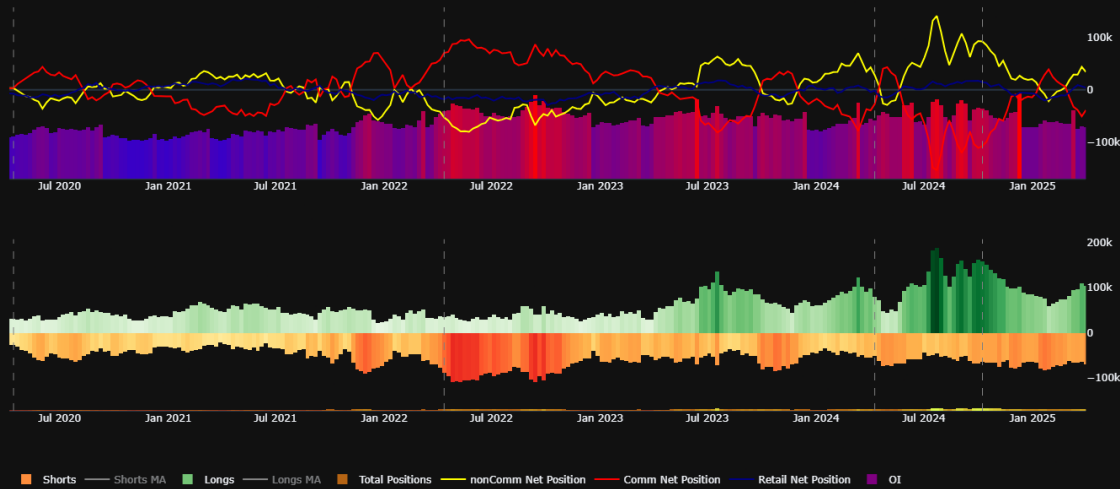 100k
0
−100k
Jul 2020 Jan 2021 Jul 2021 Jan 2022 Jul 2022 Jan 2023 Jul 2023 Jan 2024 Jul 2024 Jan 2025
200k
100k
0
−100k
Jul 2020 Jan 2021 Jul 2021 Jan 2022 Jul 2022 Jan 2023 Jul 2023 Jan 2024 Jul 2024 Jan 2025
Shorts Shorts MA Longs Longs MA Total Positions nonComm Net Position Comm Net Position Retail Net Position OI